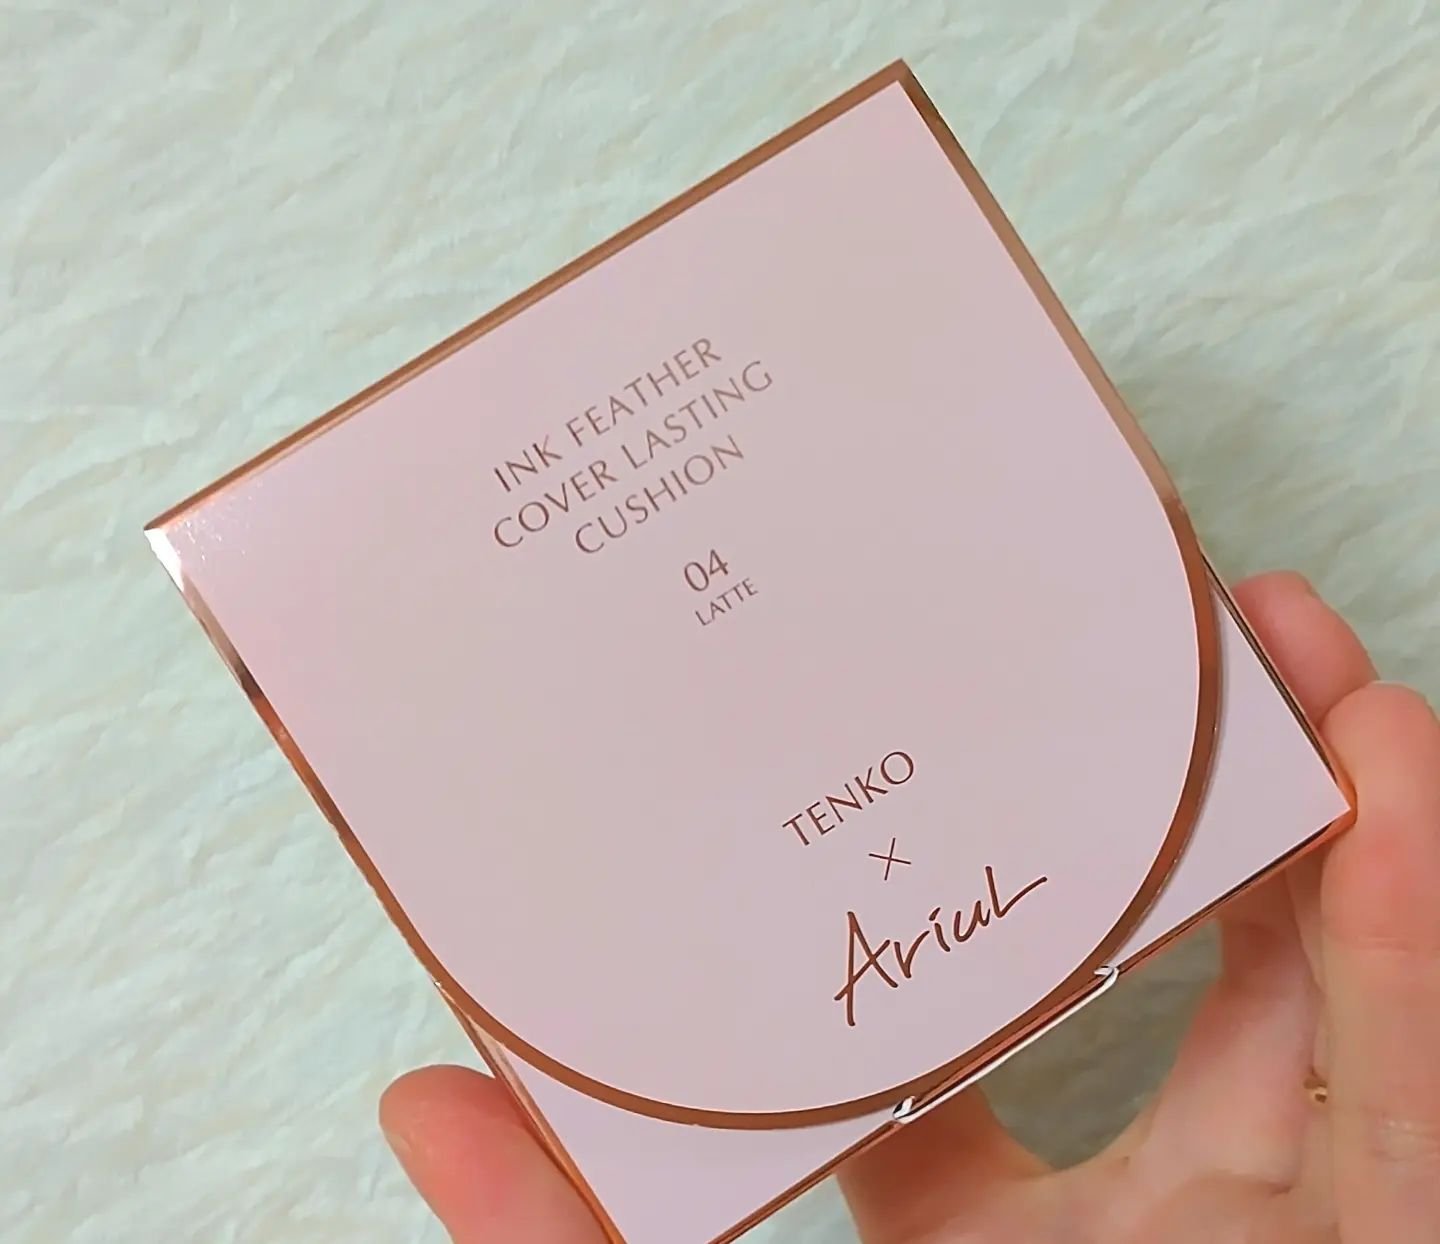 INK FEATHER
COVER LASTING
CUSHION
04
LATTE
TENKO
×
AriuL